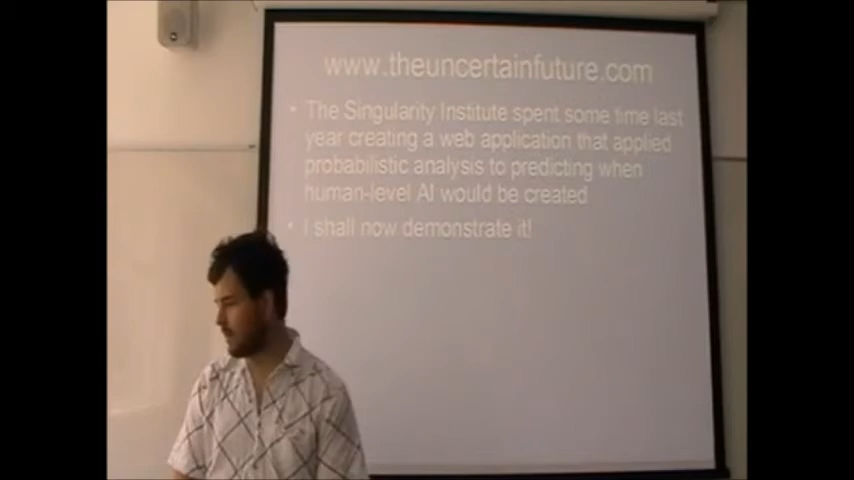 www.theuncertainfuture.com
• The Singularity Institute spent some time last
year creating a web application that applied
probabilistic analysis to predicting when
human-level AI would be created
• I shall now demonstrate it!